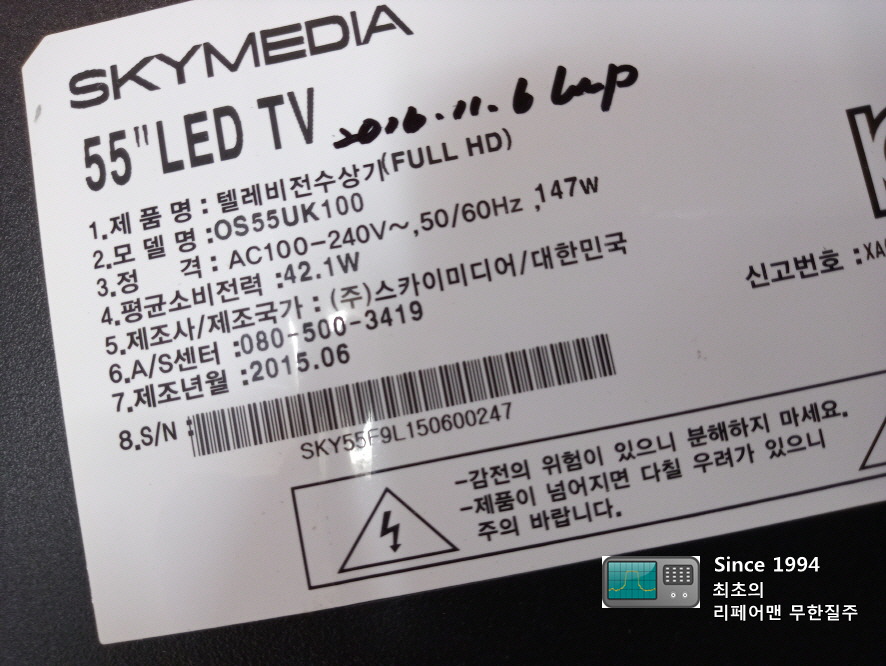 SKYMEDIA
55"LED TV 2016.11.6 Lamp
1.제 품 명 : 텔레비전수상기(FULL HD)
2.모 델 명 :OS55UK100
3.정 격 : AC100-240V~,50/60Hz ,147w
4.평균소비전력 :42.1W
5.제조사/제조국가 : (주)스카이미디어/대한민국
6.A/S센터 :080-500-3419
7.제조년월 :2015.06
신고번호 :XA
8.S/N :
SKY55F9L150600247
-감전의 위험이 있으니 분해하지 마세요.
-제품이 넘어지면 다칠 우려가 있으니
주의 바랍니다.
Since 1994
최초의
리페어맨 무한질주